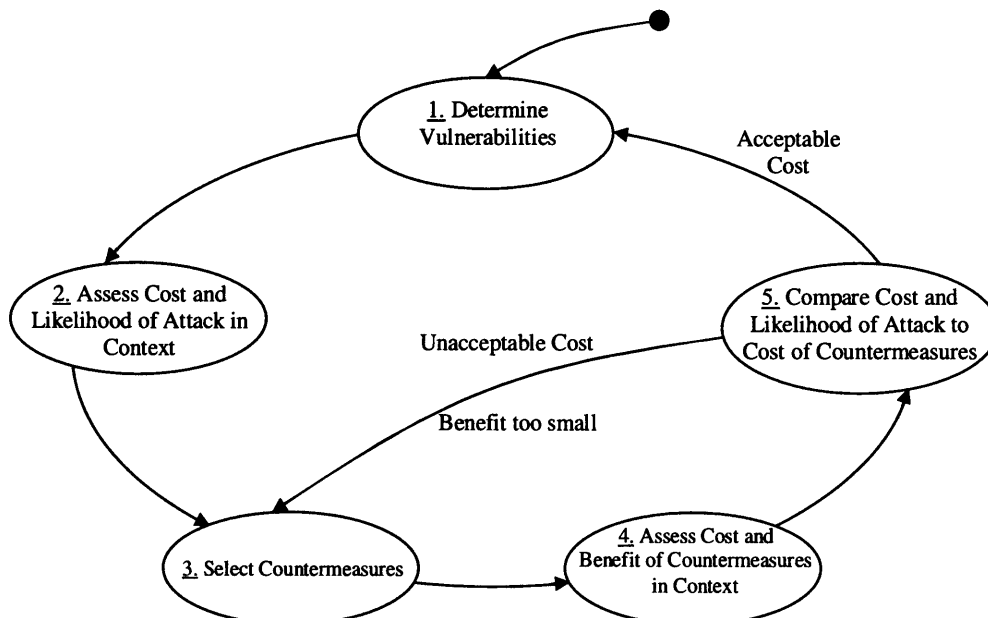 1. Determine
Vulnerabilities
Acceptable
Cost
2. Assess Cost and
Likelihood of Attack in
Context
5. Compare Cost and
Likelihood of Attack to
Cost of Countermeasures
Unacceptable Cost
Benefit too small
3. Select Countermeasures
4. Assess Cost and
Benefit of Countermeasures
in Context